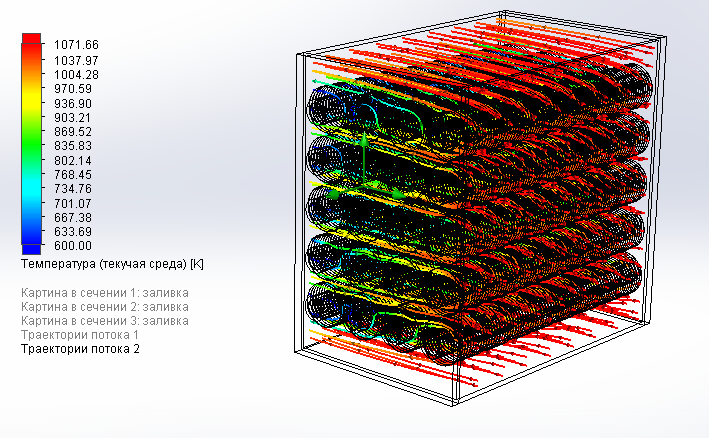 1071.66
1037.97
1004.28
970.59
936.90
903.21
869.52
835.83
802.14
768.45
734.76
701.07
667.38
633.69
600.00
Температура (текучая среда) [K]
Картина в сечении 1: заливка
Картина в сечении 2: заливка
Картина в сечении 3: заливка
Траектории потока 1
Траектории потока 2